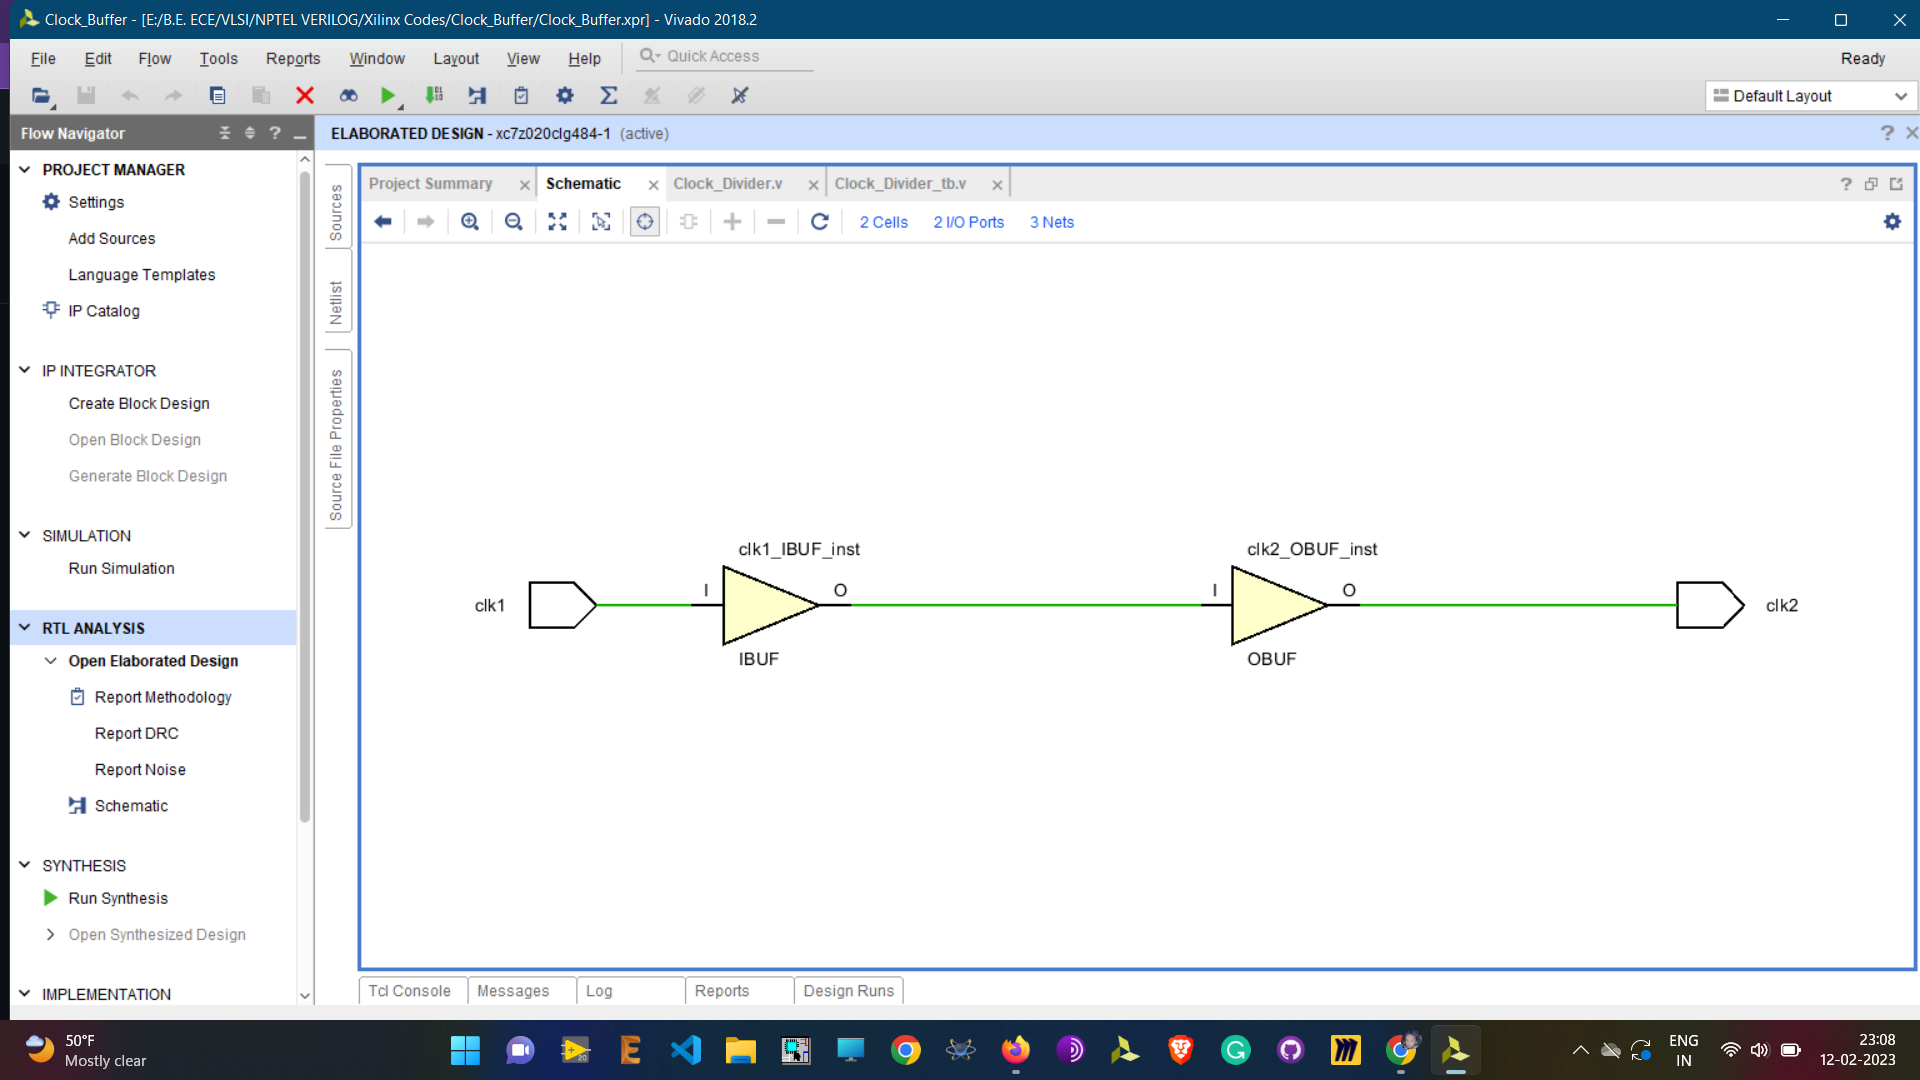 Clock_Buffer - [E:/B.E. ECE/VLSI/NPTEL VERILOG/Xilinx Codes/Clock_Buffer/Clock_Buffer.xpr] - Vivado 2018.2
File Edit Flow Tools Reports Window Layout View Help Quick Access Ready
Default Layout
Flow Navigator ? _
ELABORATED DESIGN - xc7z020clg484-1 (active) ?
PROJECT MANAGER
Settings
Add Sources
Language Templates
IP Catalog
IP INTEGRATOR
Create Block Design
Open Block Design
Generate Block Design
SIMULATION
Run Simulation
RTL ANALYSIS
Open Elaborated Design
Report Methodology
Report DRC
Report Noise
Schematic
SYNTHESIS
Run Synthesis
Open Synthesized Design
IMPLEMENTATION
Sources
Netlist
Source File Properties
Project Summary Schematic Clock_Divider.v Clock_Divider_tb.v ?
2 Cells 2 I/O Ports 3 Nets
clk1_IBUF_inst clk2_OBUF_inst
clk1 I O I O clk2
IBUF OBUF
Tcl Console Messages Log Reports Design Runs
50°F
Mostly clear
ENG
IN
23:08
12-02-2023